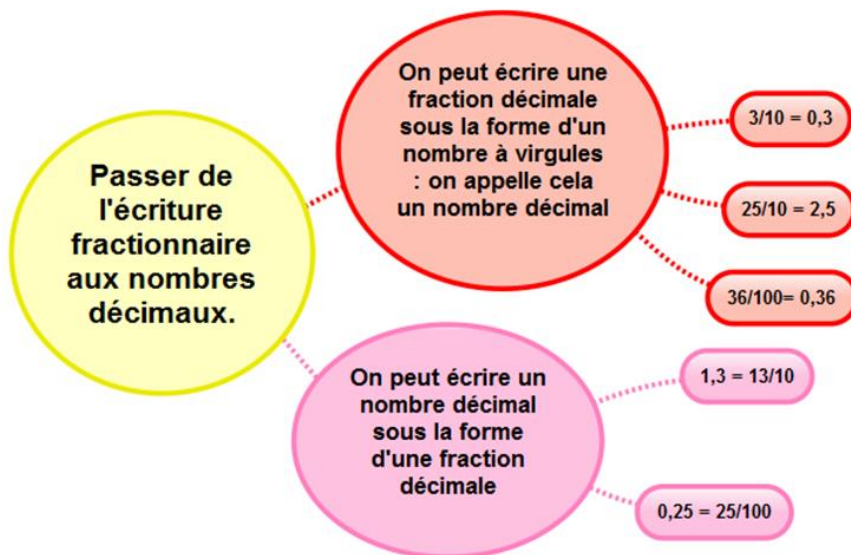 Passer de
l'écriture
fractionnaire
aux nombres
décimaux.
On peut écrire une
fraction décimale
sous la forme d'un
nombre à virgules
: on appelle cela
un nombre décimal
3/10 = 0,3
25/10 = 2,5
36/100= 0,36
On peut écrire un
nombre décimal
sous la forme
d'une fraction
décimale
1,3 = 13/10
0,25 = 25/100